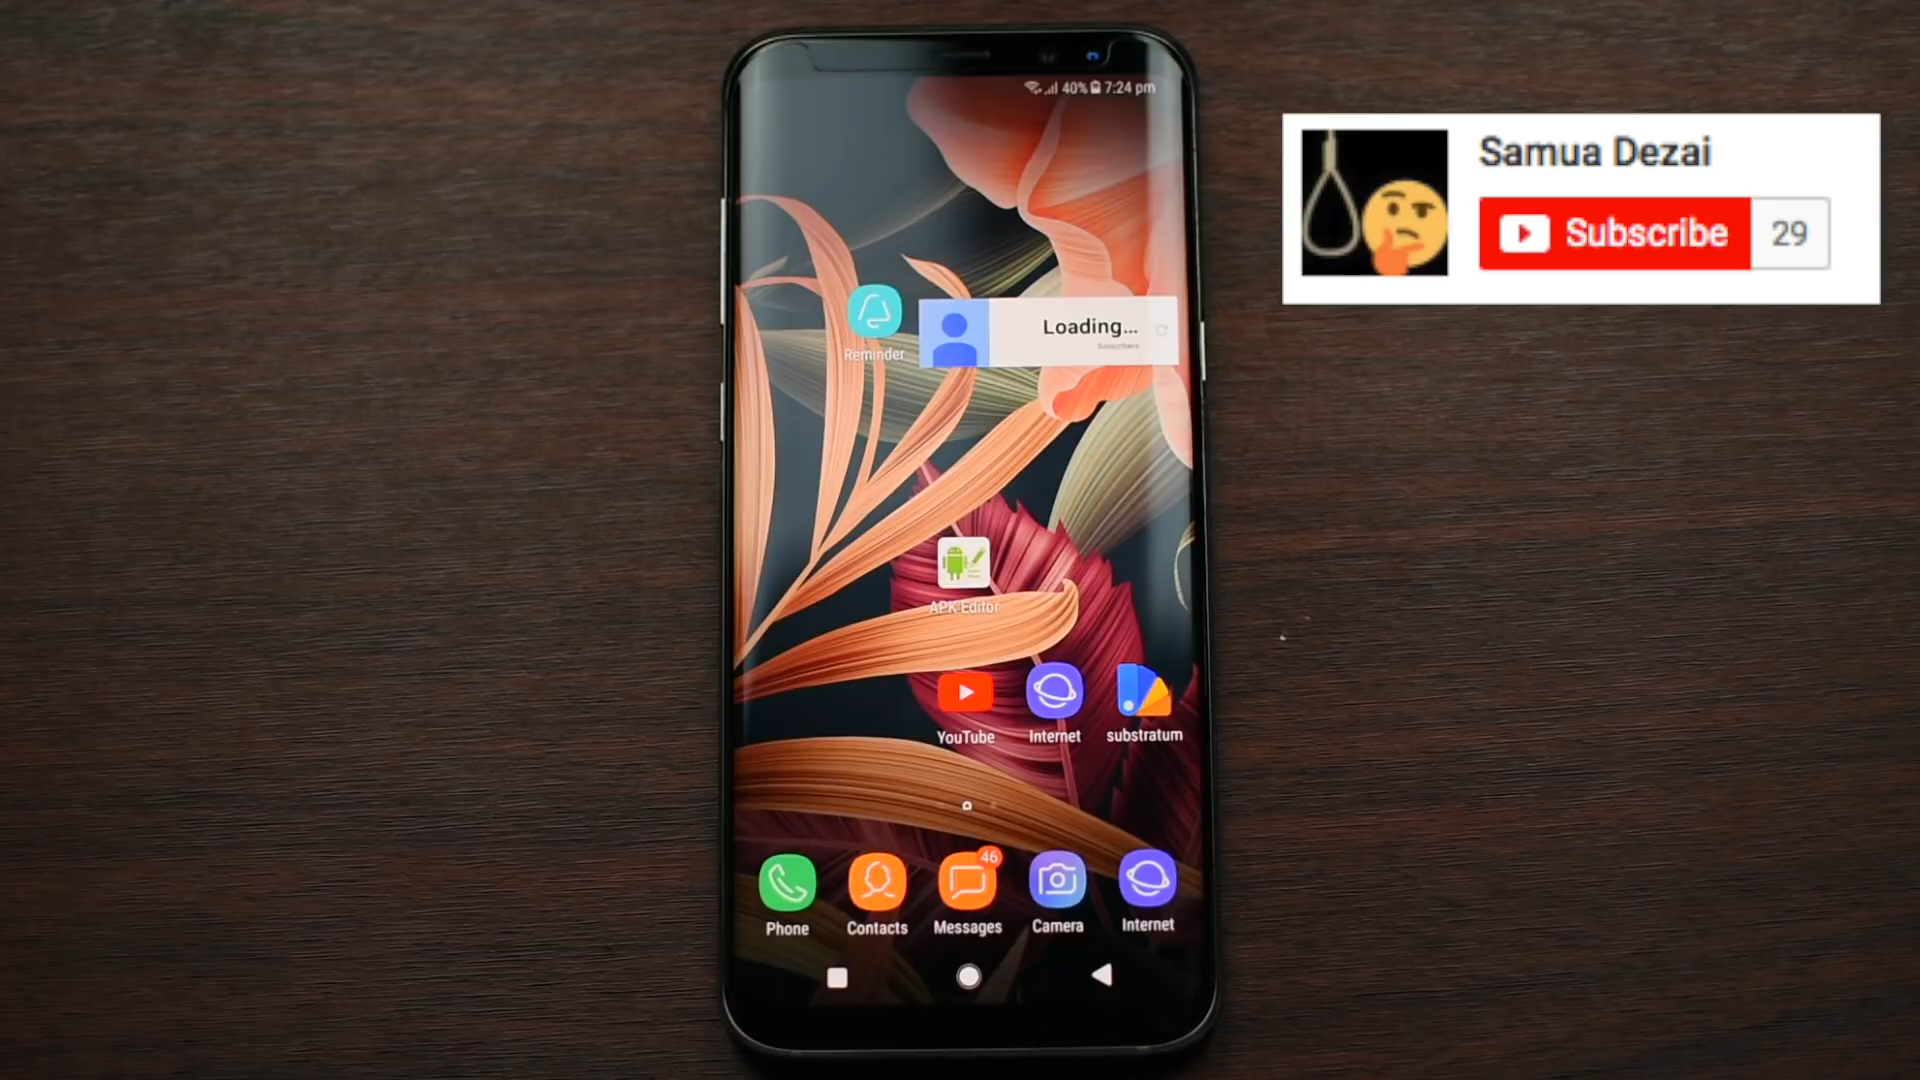 40% 7:24 pm
Samua Dezai
Subscribe 29
Loading...
Subscribers
Reminder
APK Editor
YouTube
Internet
substratum
46
Phone
Contacts
Messages
Camera
Internet